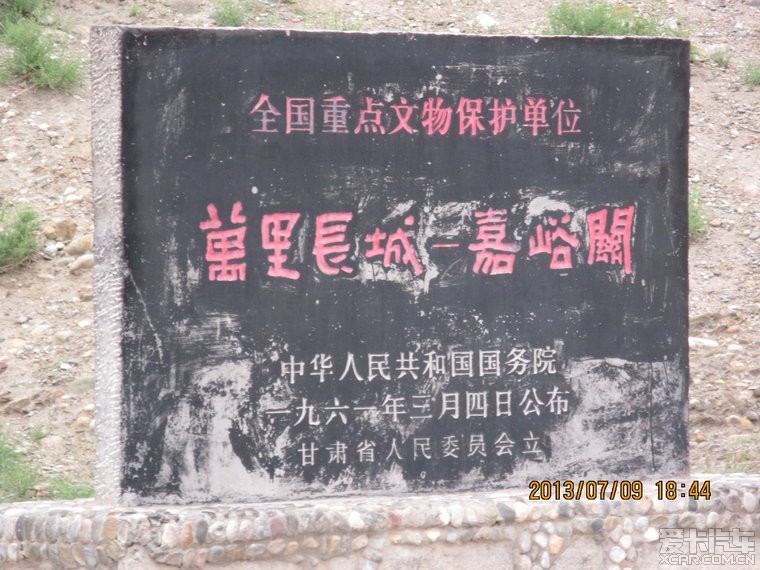 全国重点文物保护单位
萬里長城－嘉峪關
中华人民共和国国务院
一九六一年三月四日公布
甘肃省人民委员会立
2013/07/09 18:44
爱卡汽车
XCAR.COM.CN